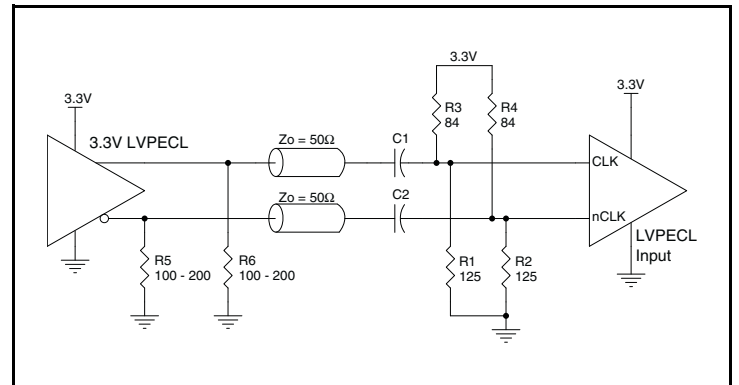 3.3V
3.3V
3.3V
3.3V LVPECL
R3
84
R4
84
Zo = 50Ω
C1
CLK
Zo = 50Ω
C2
nCLK
LVPECL
Input
R5
100 - 200
R6
100 - 200
R1
125
R2
125